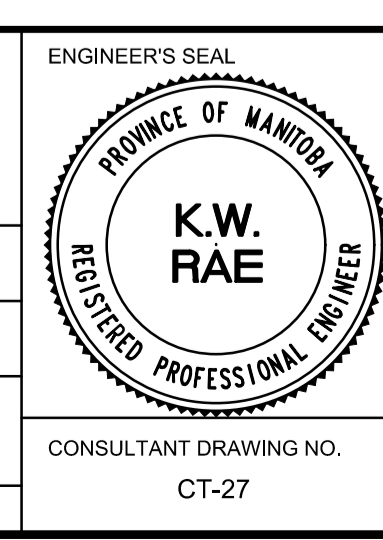 ENGINEER'S SEAL
PROVINCE OF MANITOBA
K.W.
RAE
REGISTERED PROFESSIONAL ENGINEER
CONSULTANT DRAWING NO.
CT-27